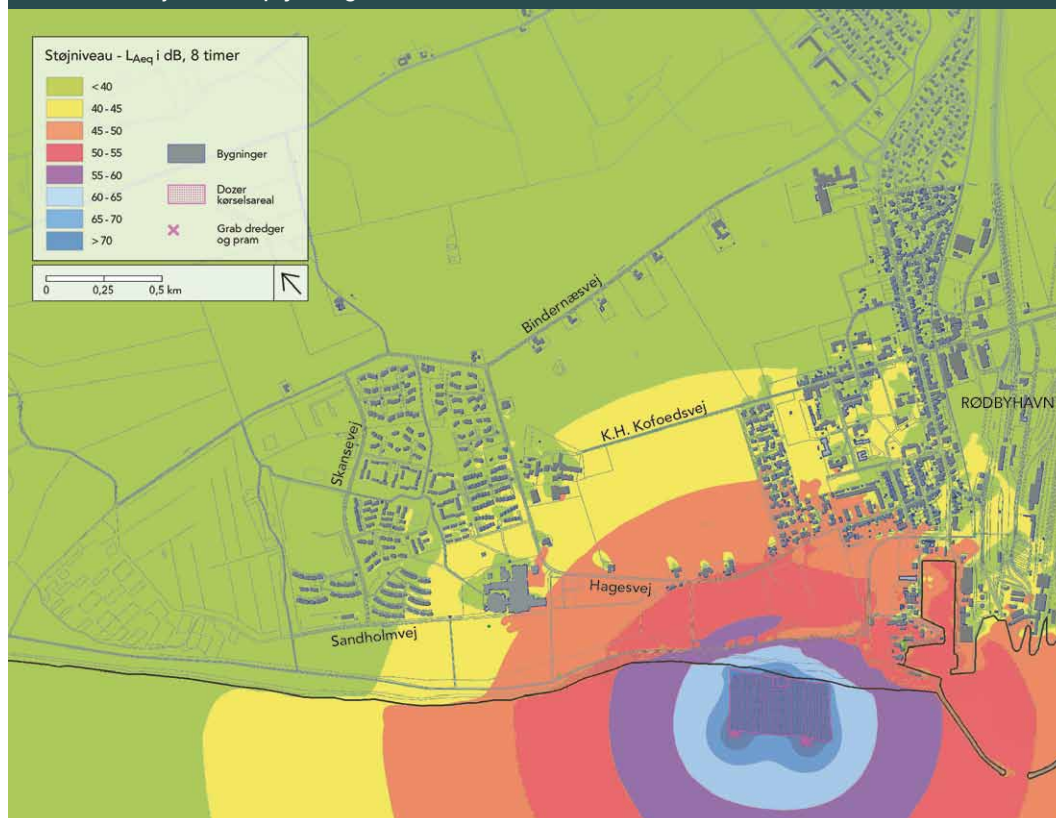 Støjniveau - LAeq i dB, 8 timer
< 40
40 - 45
45 - 50
50 - 55
55 - 60
60 - 65
65 - 70
> 70
Bygninger
Dozer
kørselsareal
Grab dredger
og pram
0 0,25 0,5 km
Bindernæsvej
Skansevej
K.H. Kofoedsvej
RØDBYHAVN
Hagesvej
Sandholmvej